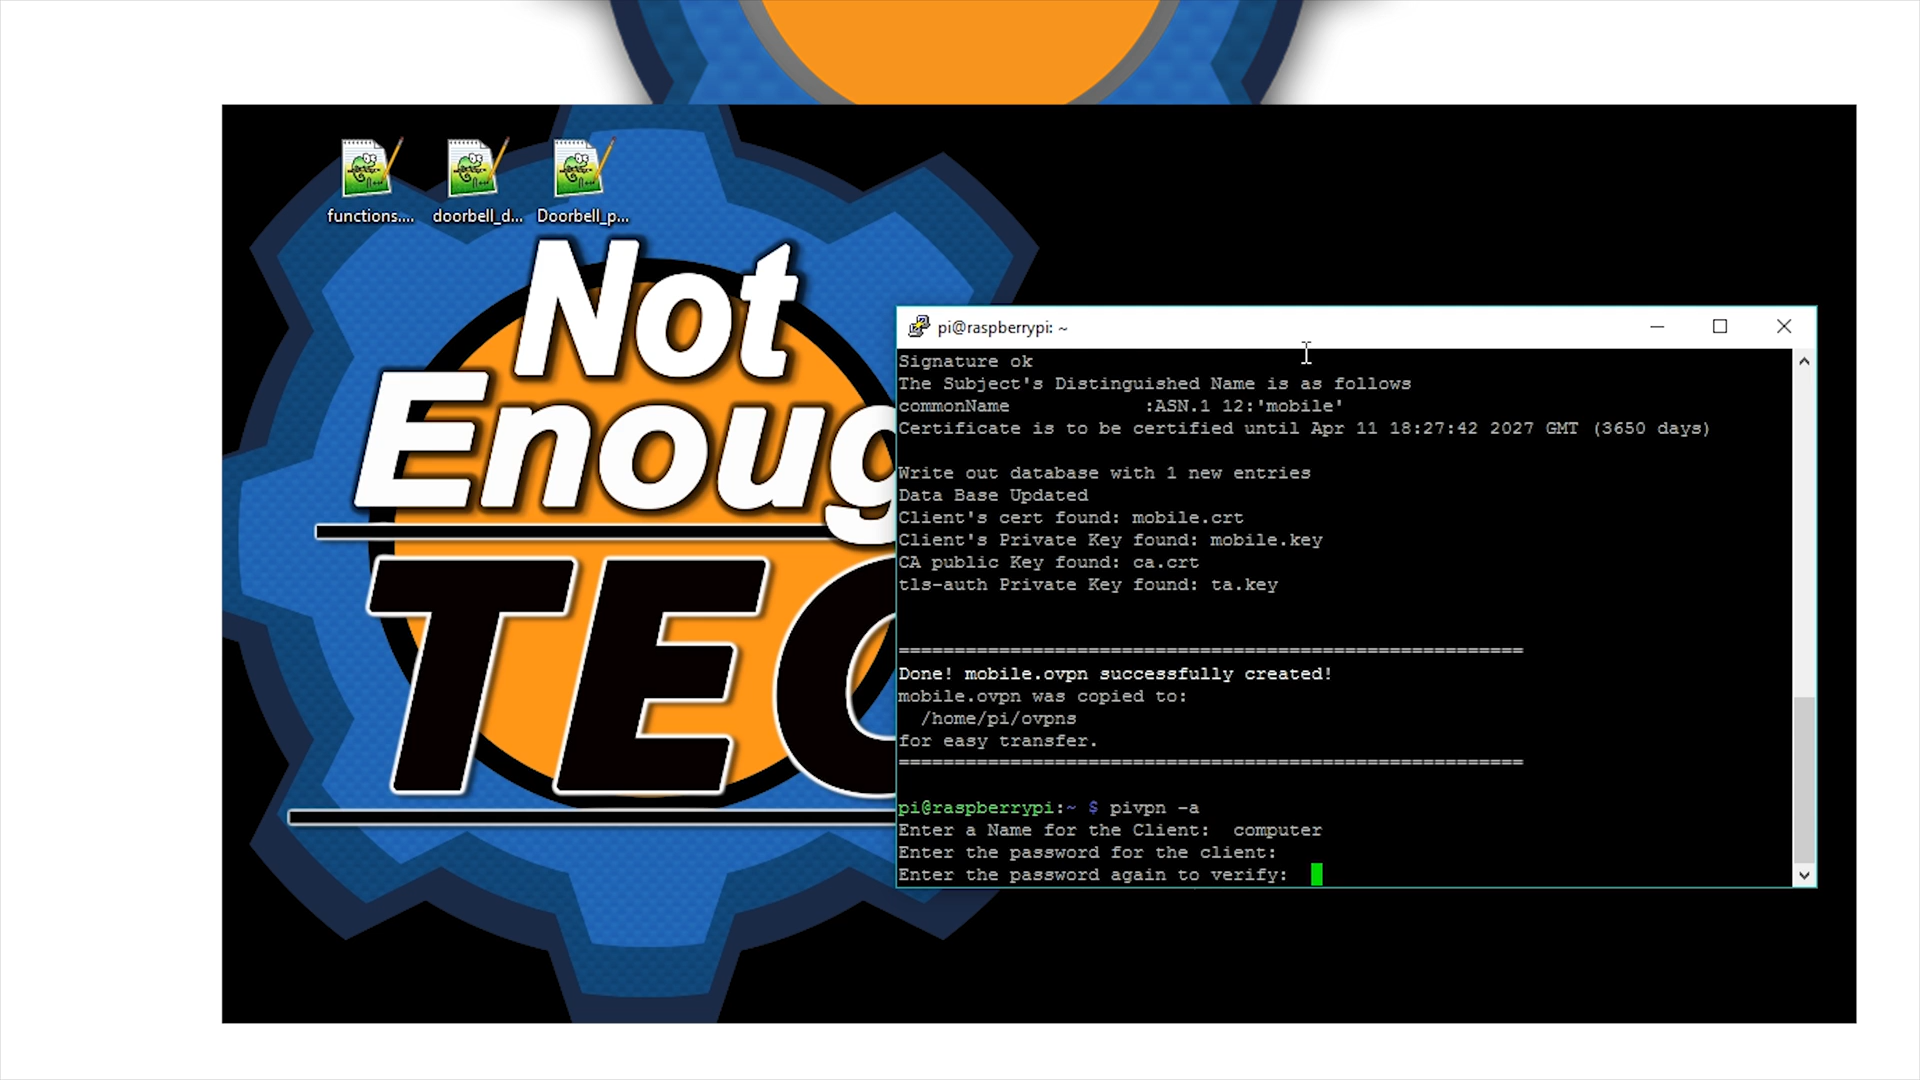 functions....
doorbell_d...
Doorbell_p...
Not
Enoug
TEC
pi@raspberrypi: ~
Signature ok
The Subject's Distinguished Name is as follows
commonName            :ASN.1 12:'mobile'
Certificate is to be certified until Apr 11 18:27:42 2027 GMT (3650 days)
Write out database with 1 new entries
Data Base Updated
Client's cert found: mobile.crt
Client's Private Key found: mobile.key
CA public Key found: ca.crt
tls-auth Private Key found: ta.key
========================================================
Done! mobile.ovpn successfully created!
mobile.ovpn was copied to:
  /home/pi/ovpns
for easy transfer.
========================================================
pi@raspberrypi:~ $ pivpn -a
Enter a Name for the Client:  computer
Enter the password for the client:
Enter the password again to verify: